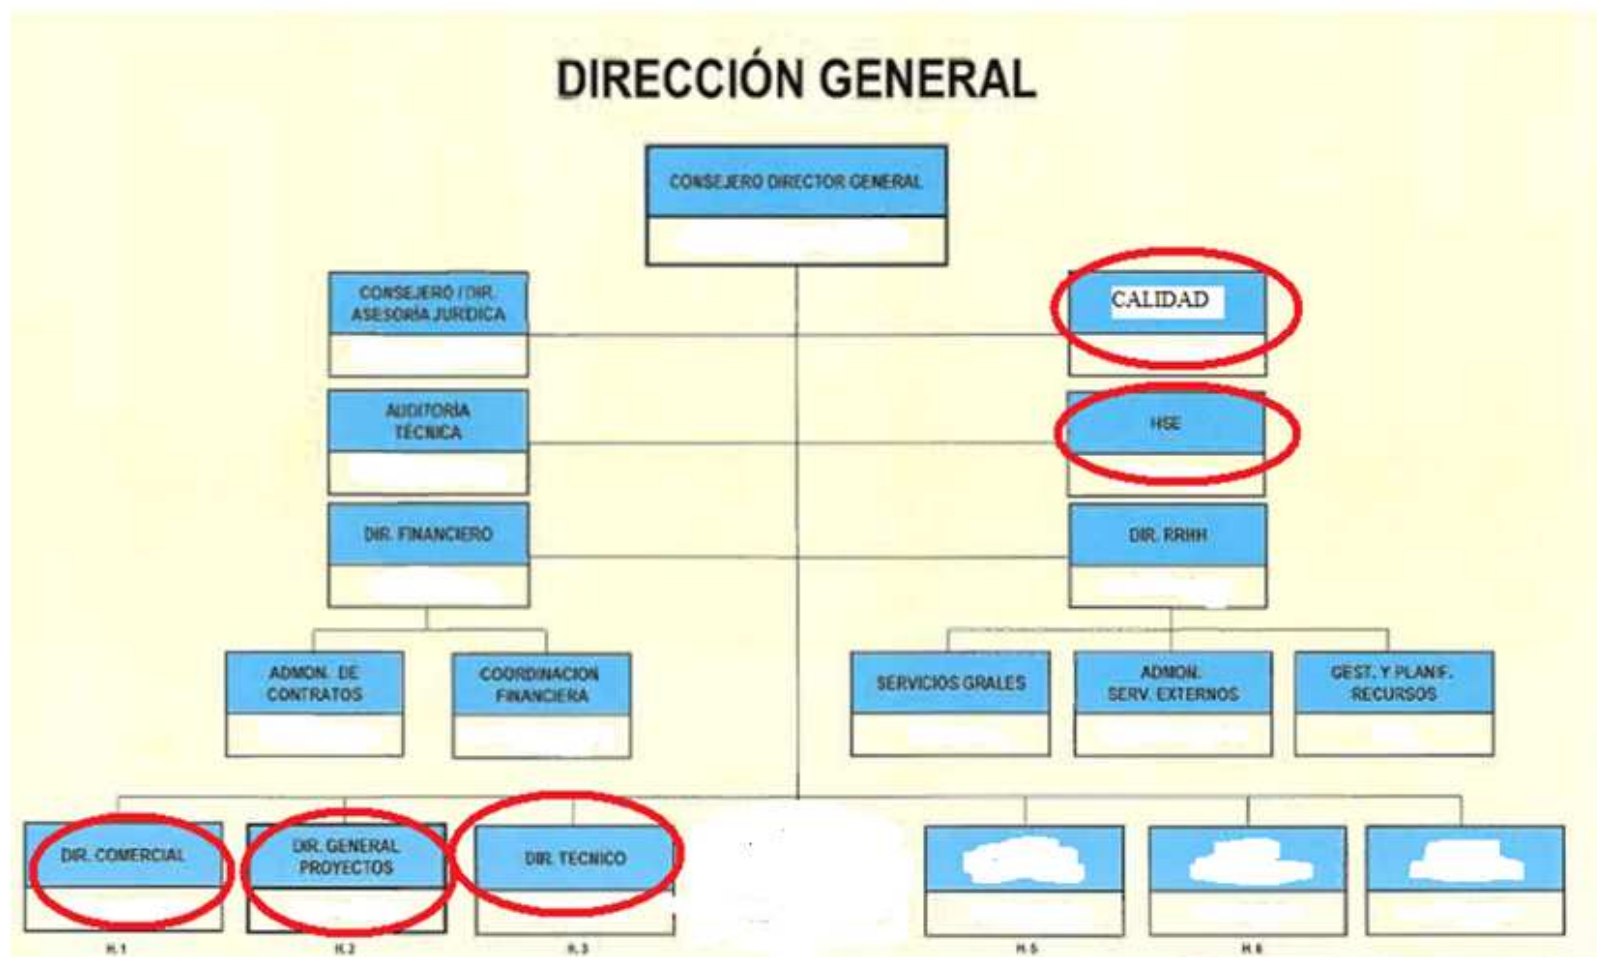 DIRECCIÓN GENERAL
CONSEJERO DIRECTOR GENERAL
CONSEJERO / DIR.
ASESORÍA JURÍDICA
CALIDAD
AUDITORÍA
TÉCNICA
HSE
DIR. FINANCIERO
DIR. RRHH
ADMON. DE
CONTRATOS
COORDINACION
FINANCIERA
SERVICIOS GRALES
ADMON.
SERV. EXTERNOS
GEST. Y PLANIF.
RECURSOS
DIR. COMERCIAL
DIR. GENERAL
PROYECTOS
DIR. TECNICO
H.1
H.2
H.3
H.5
H.6